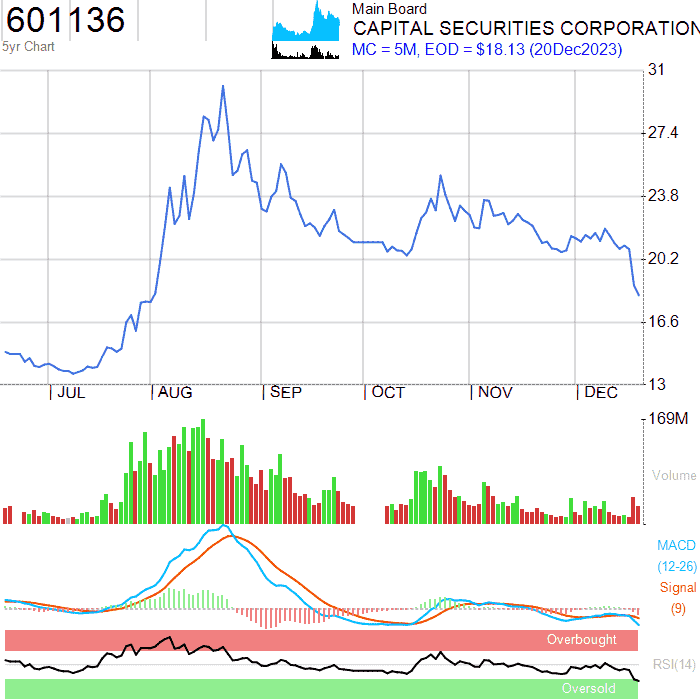 601136
5yr Chart
Main Board
CAPITAL SECURITIES CORPORATION
MC = 5M, EOD = $18.13 (20Dec2023)
31
27.4
23.8
20.2
16.6
13
JUL AUG SEP OCT NOV DEC
169M
Volume
MACD
(12-26)
Signal
(9)
Overbought
RSI(14)
Oversold